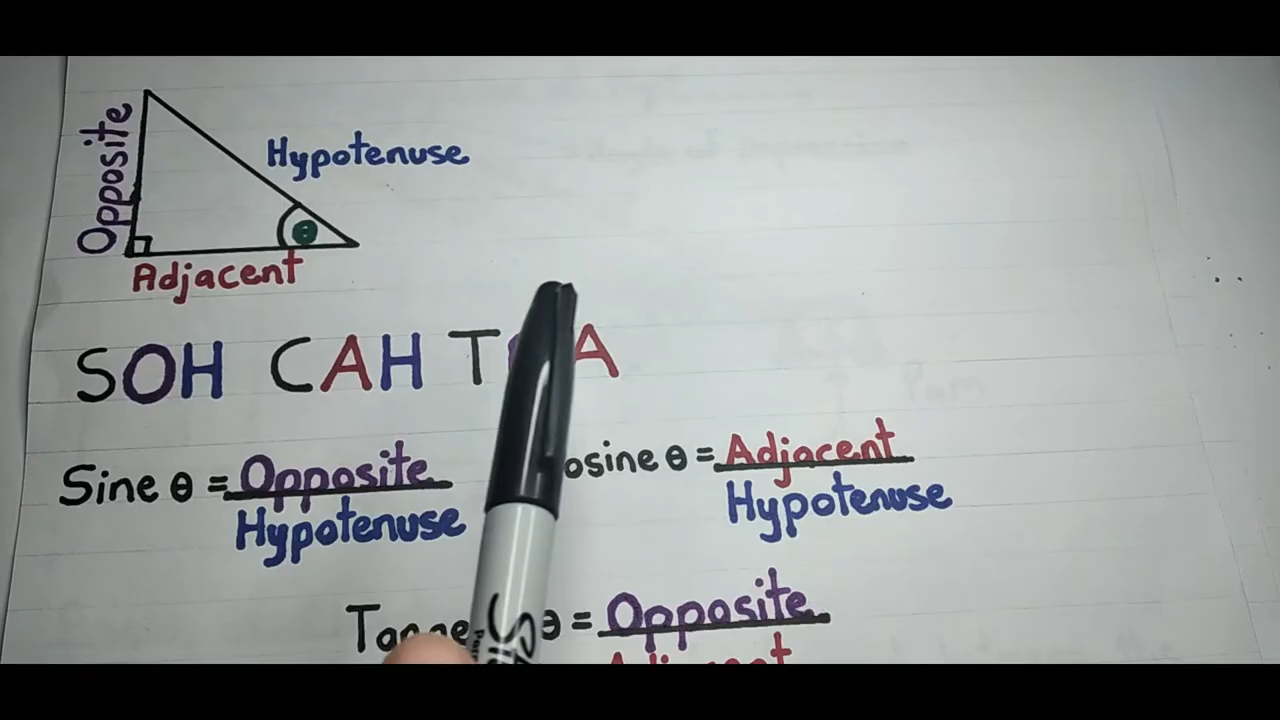 Opposite
Hypotenuse
θ
Adjacent
SOH CAH T A
Sine θ = Opposite
Hypotenuse
osine θ = Adjacent
Hypotenuse
θ = Opposite